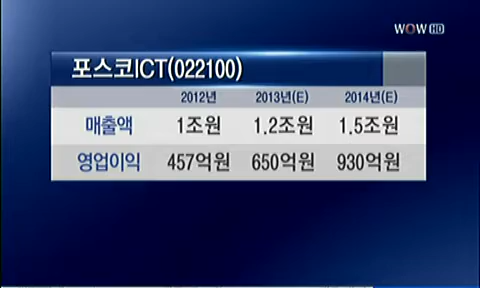 WOW HD
포스코ICT(022100)
2012년 2013년(E) 2014년(E)
매출액 1조원 1.2조원 1.5조원
영업이익 457억원 650억원 930억원